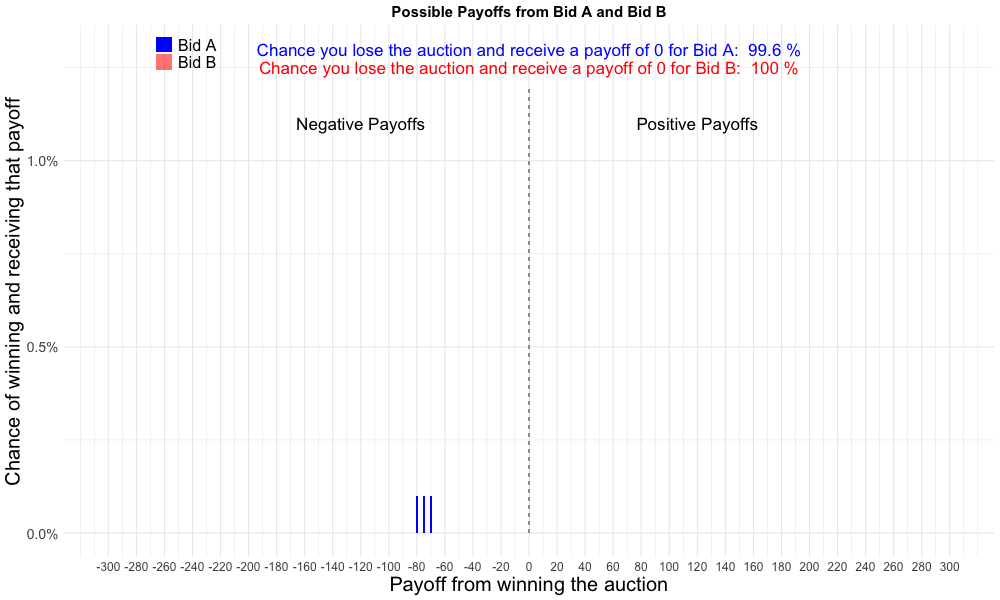 Possible Payoffs from Bid A and Bid B
Bid A
Bid B
Chance you lose the auction and receive a payoff of 0 for Bid A:  99.6 %
Chance you lose the auction and receive a payoff of 0 for Bid B:  100 %
Negative Payoffs
Positive Payoffs
Chance of winning and receiving that payoff
1.0%
0.5%
0.0%
-300 -280 -260 -240 -220 -200 -180 -160 -140 -120 -100 -80 -60 -40 -20 0 20 40 60 80 100 120 140 160 180 200 220 240 260 280 300
Payoff from winning the auction